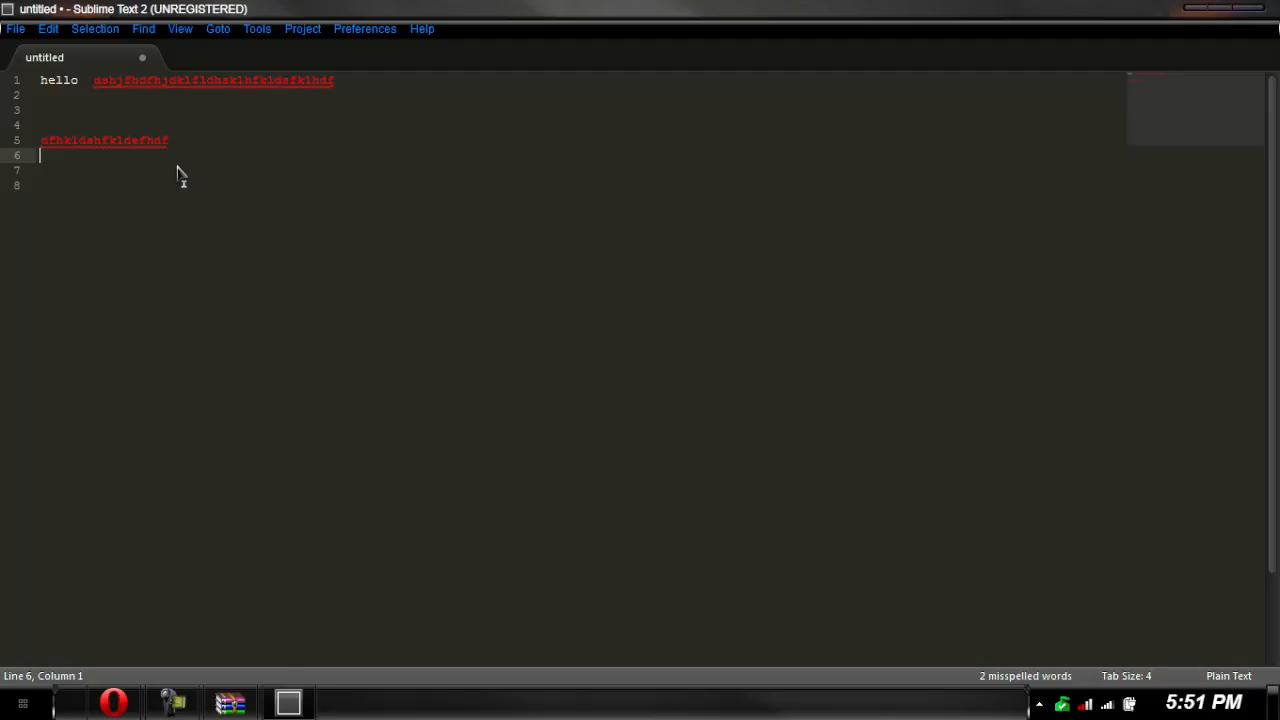 untitled • - Sublime Text 2 (UNREGISTERED)
File Edit Selection Find View Goto Tools Project Preferences Help
untitled
1 hello dshjfhdfhjdklfldhsklhfkldsfklhdf
2
3
4
5 dfhkldshfkldefhdf
6
7
8
Line 6, Column 1 2 misspelled words Tab Size: 4 Plain Text
5:51 PM